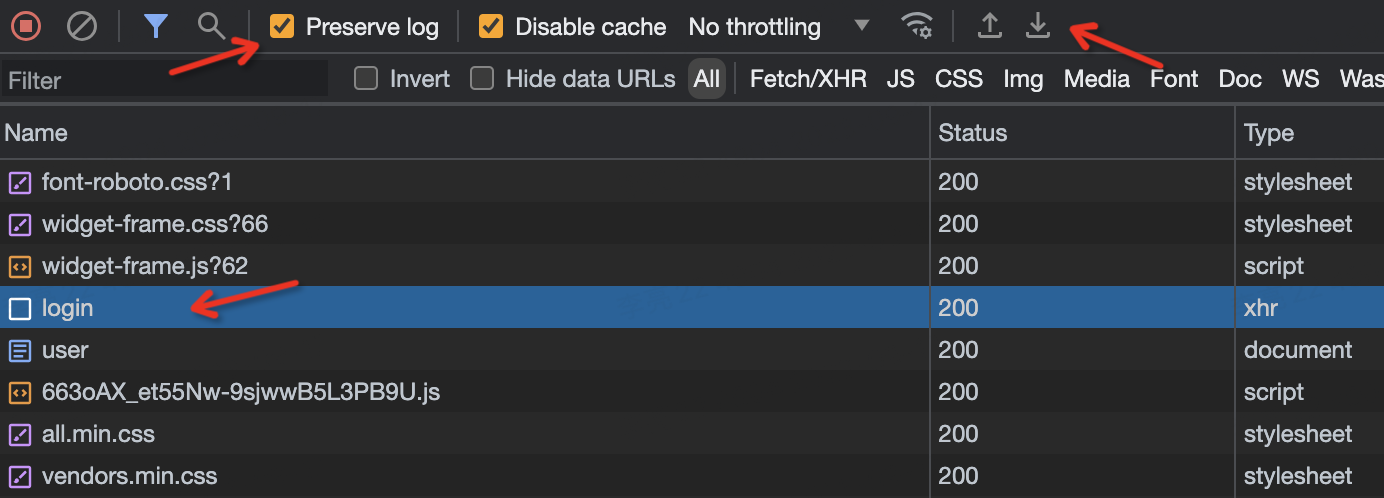 Preserve log Disable cache No throttling
Filter Invert Hide data URLs All Fetch/XHR JS CSS Img Media Font Doc WS Was
Name Status Type
font-roboto.css?1 200 stylesheet
widget-frame.css?66 200 stylesheet
widget-frame.js?62 200 script
login 200 xhr
user 200 document
663oAX_et55Nw-9sjwwB5L3PB9U.js 200 script
all.min.css 200 stylesheet
vendors.min.css 200 stylesheet